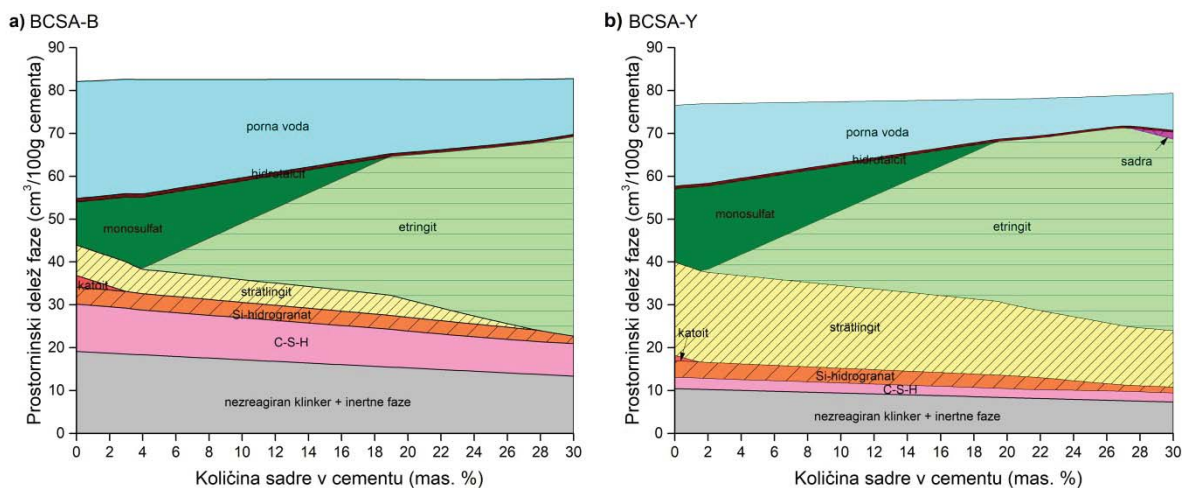 a) BCSA-B
Prostorninski delež faze (cm³/100g cementa)
90
80
70
60
50
40
30
20
10
0
porna voda
hidrotalcit
monosulfat
etringit
katoit
strätlingit
Si-hidrogranat
C-S-H
nezreagiran klinker + inertne faze
0 2 4 6 8 10 12 14 16 18 20 22 24 26 28 30
Količina sadre v cementu (mas. %)
b) BCSA-Y
Prostorninski delež faze (cm³/100g cementa)
90
80
70
60
50
40
30
20
10
0
porna voda
hidrotalcit
sadra
monosulfat
etringit
strätlingit
katoit
Si-hidrogranat
C-S-H
nezreagiran klinker + inertne faze
0 2 4 6 8 10 12 14 16 18 20 22 24 26 28 30
Količina sadre v cementu (mas. %)